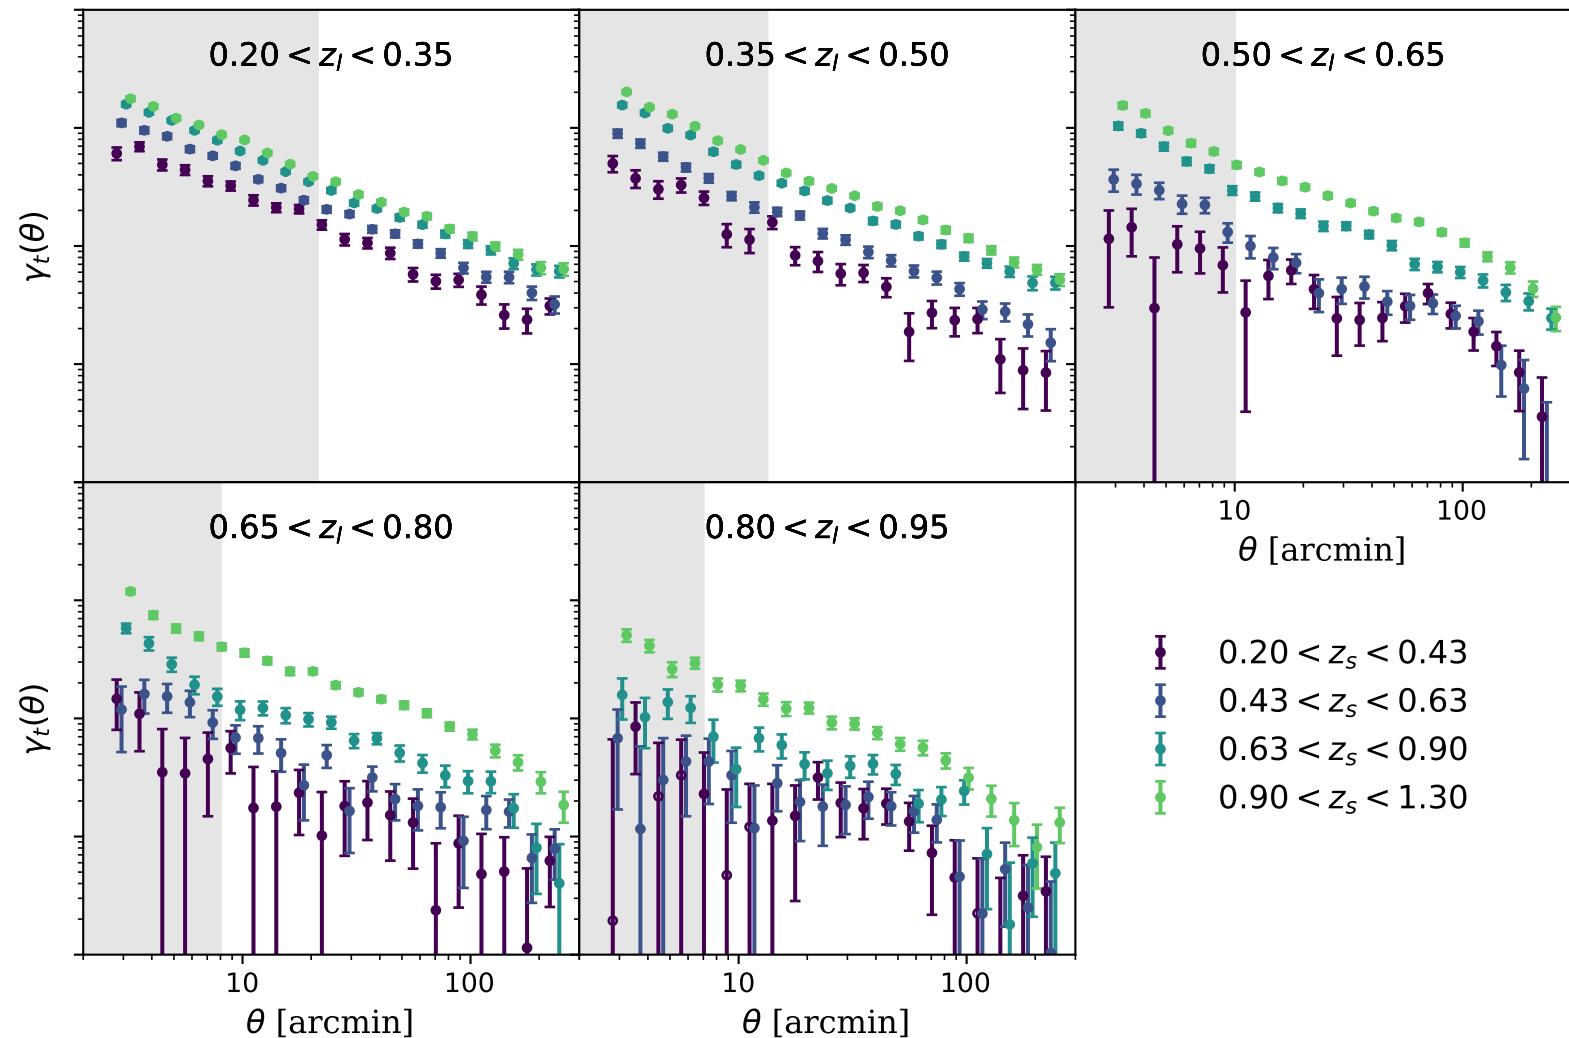 0.20 < z_l < 0.35
0.35 < z_l < 0.50
0.50 < z_l < 0.65
γ_t(θ)
10 100
θ [arcmin]
0.65 < z_l < 0.80
0.80 < z_l < 0.95
γ_t(θ)
0.20 < z_s < 0.43
0.43 < z_s < 0.63
0.63 < z_s < 0.90
0.90 < z_s < 1.30
10 100
10 100
θ [arcmin]
θ [arcmin]